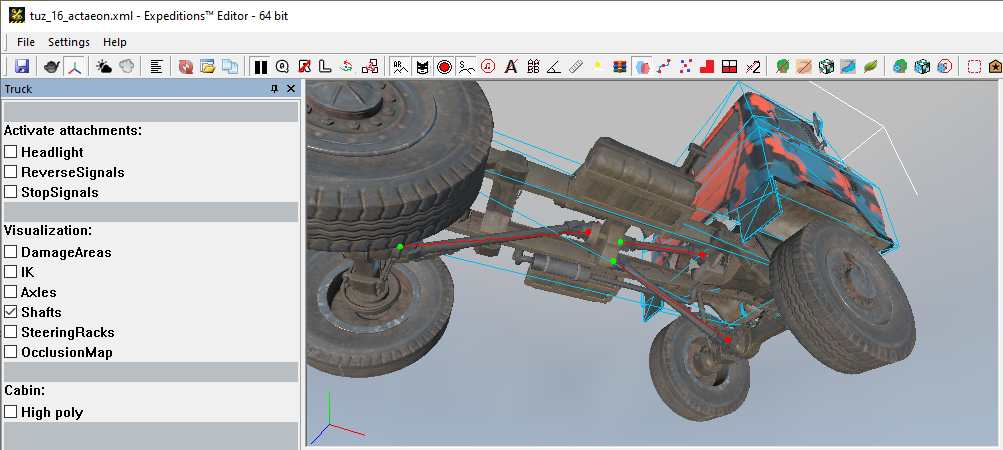 tuz_16_actaeon.xml - Expeditions™ Editor - 64 bit
File Settings Help
Truck
Activate attachments:
Headlight
ReverseSignals
StopSignals
Visualization:
DamageAreas
IK
Axles
Shafts
SteeringRacks
OcclusionMap
Cabin:
High poly